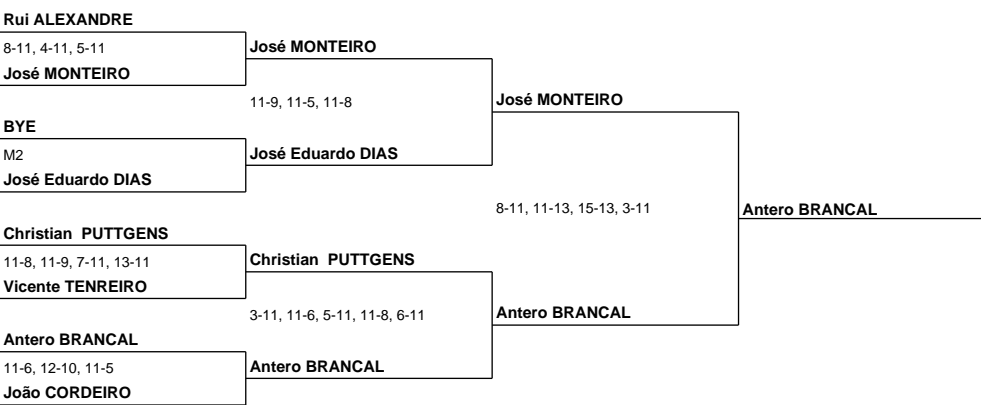 Rui ALEXANDRE
8-11, 4-11, 5-11
José MONTEIRO
José MONTEIRO
11-9, 11-5, 11-8
José MONTEIRO
BYE
M2
José Eduardo DIAS
José Eduardo DIAS
8-11, 11-13, 15-13, 3-11
Antero BRANCAL
Christian PUTTGENS
11-8, 11-9, 7-11, 13-11
Christian PUTTGENS
Vicente TENREIRO
3-11, 11-6, 5-11, 11-8, 6-11
Antero BRANCAL
Antero BRANCAL
11-6, 12-10, 11-5
Antero BRANCAL
João CORDEIRO